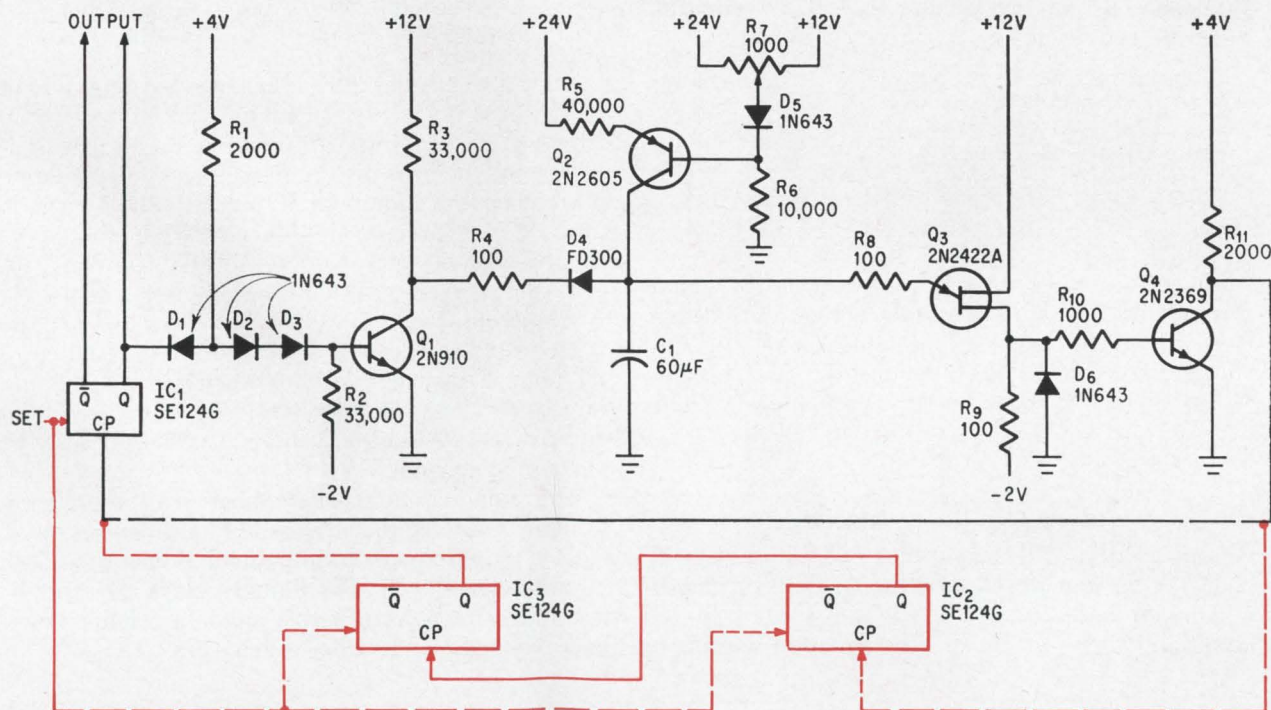 OUTPUT +4V +12V +24V +24V +12V +12V +4V
R7
1000
R5
40,000
D5
1N643
R1
2000
R3
33,000
Q2
2N2605
R6
10,000
R11
2000
R4
100
D4
FD300
R8
100
Q3
2N2422A
Q4
2N2369
1N643
D1 D2 D3
R10
1000
Q1
2N910
C1
60μF
D6
1N643
Q̄ Q
IC1
SE124G
R2
33,000
R9
100
SET
CP
-2V
-2V
Q̄ Q
IC3
SE124G
CP
Q̄ Q
IC2
SE124G
CP